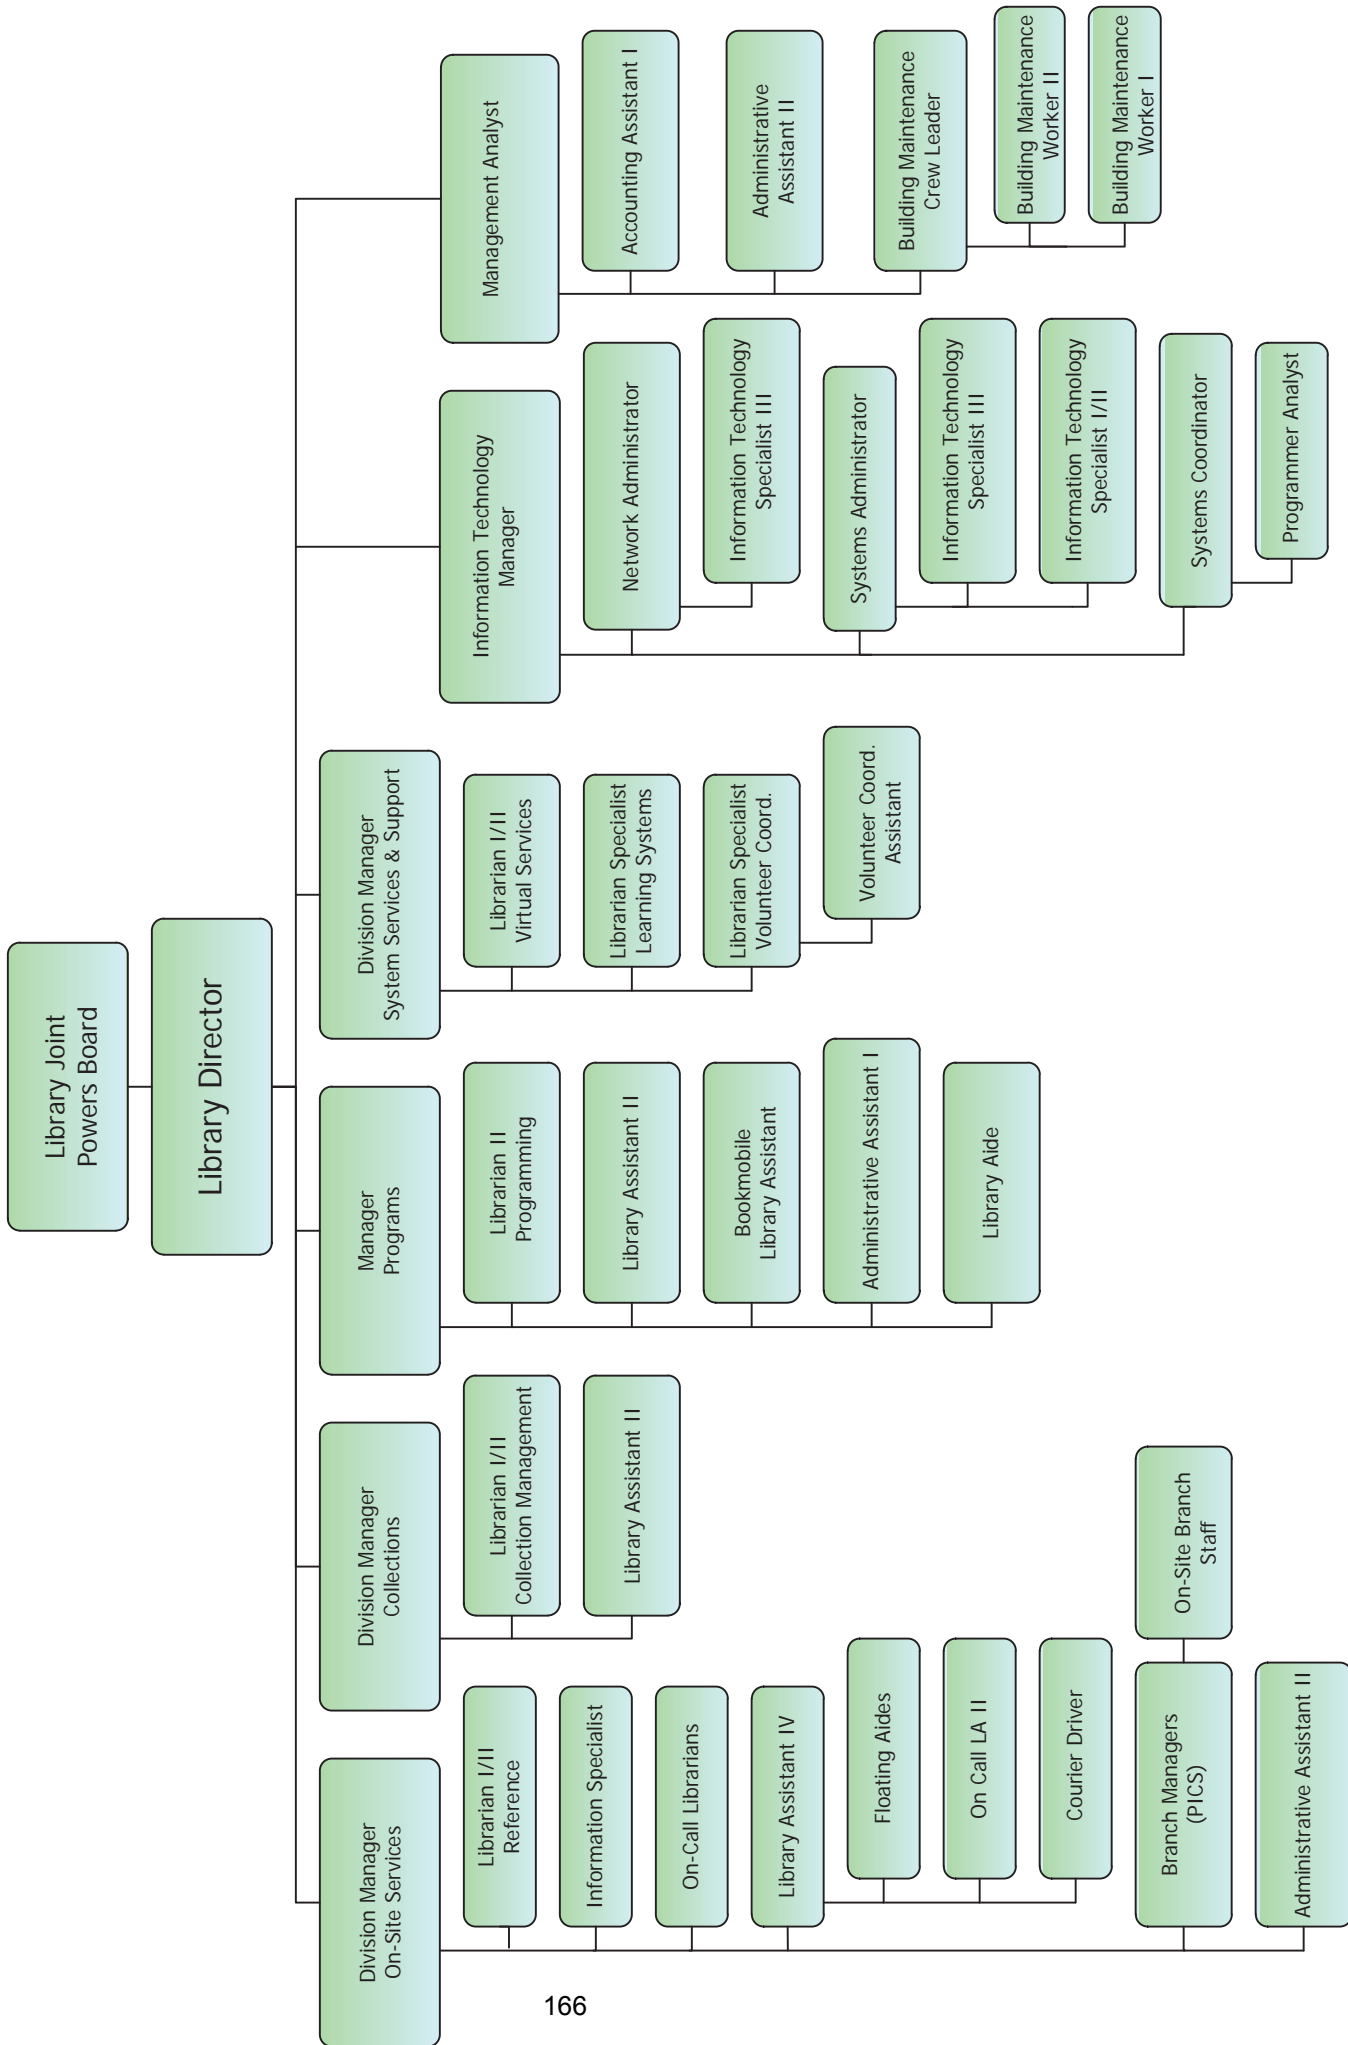 Library Joint
Powers Board
Library Director
Division Manager
On-Site Services
Librarian I/II
Reference
Information Specialist
On-Call Librarians
Library Assistant IV
Floating Aides
On Call LA II
Courier Driver
Branch Managers
(PICS)
On-Site Branch
Staff
Administrative Assistant II
Division Manager
Collections
Librarian I/II
Collection Management
Library Assistant II
Manager
Programs
Librarian II
Programming
Library Assistant II
Bookmobile
Library Assistant
Administrative Assistant I
Library Aide
Division Manager
System Services & Support
Librarian I/II
Virtual Services
Librarian Specialist
Learning Systems
Librarian Specialist
Volunteer Coord.
Volunteer Coord.
Assistant
Information Technology
Manager
Network Administrator
Information Technology
Specialist III
Systems Administrator
Information Technology
Specialist III
Information Technology
Specialist I/II
Systems Coordinator
Programmer Analyst
Management Analyst
Accounting Assistant I
Administrative
Assistant II
Building Maintenance
Crew Leader
Building Maintenance
Worker II
Building Maintenance
Worker I
166